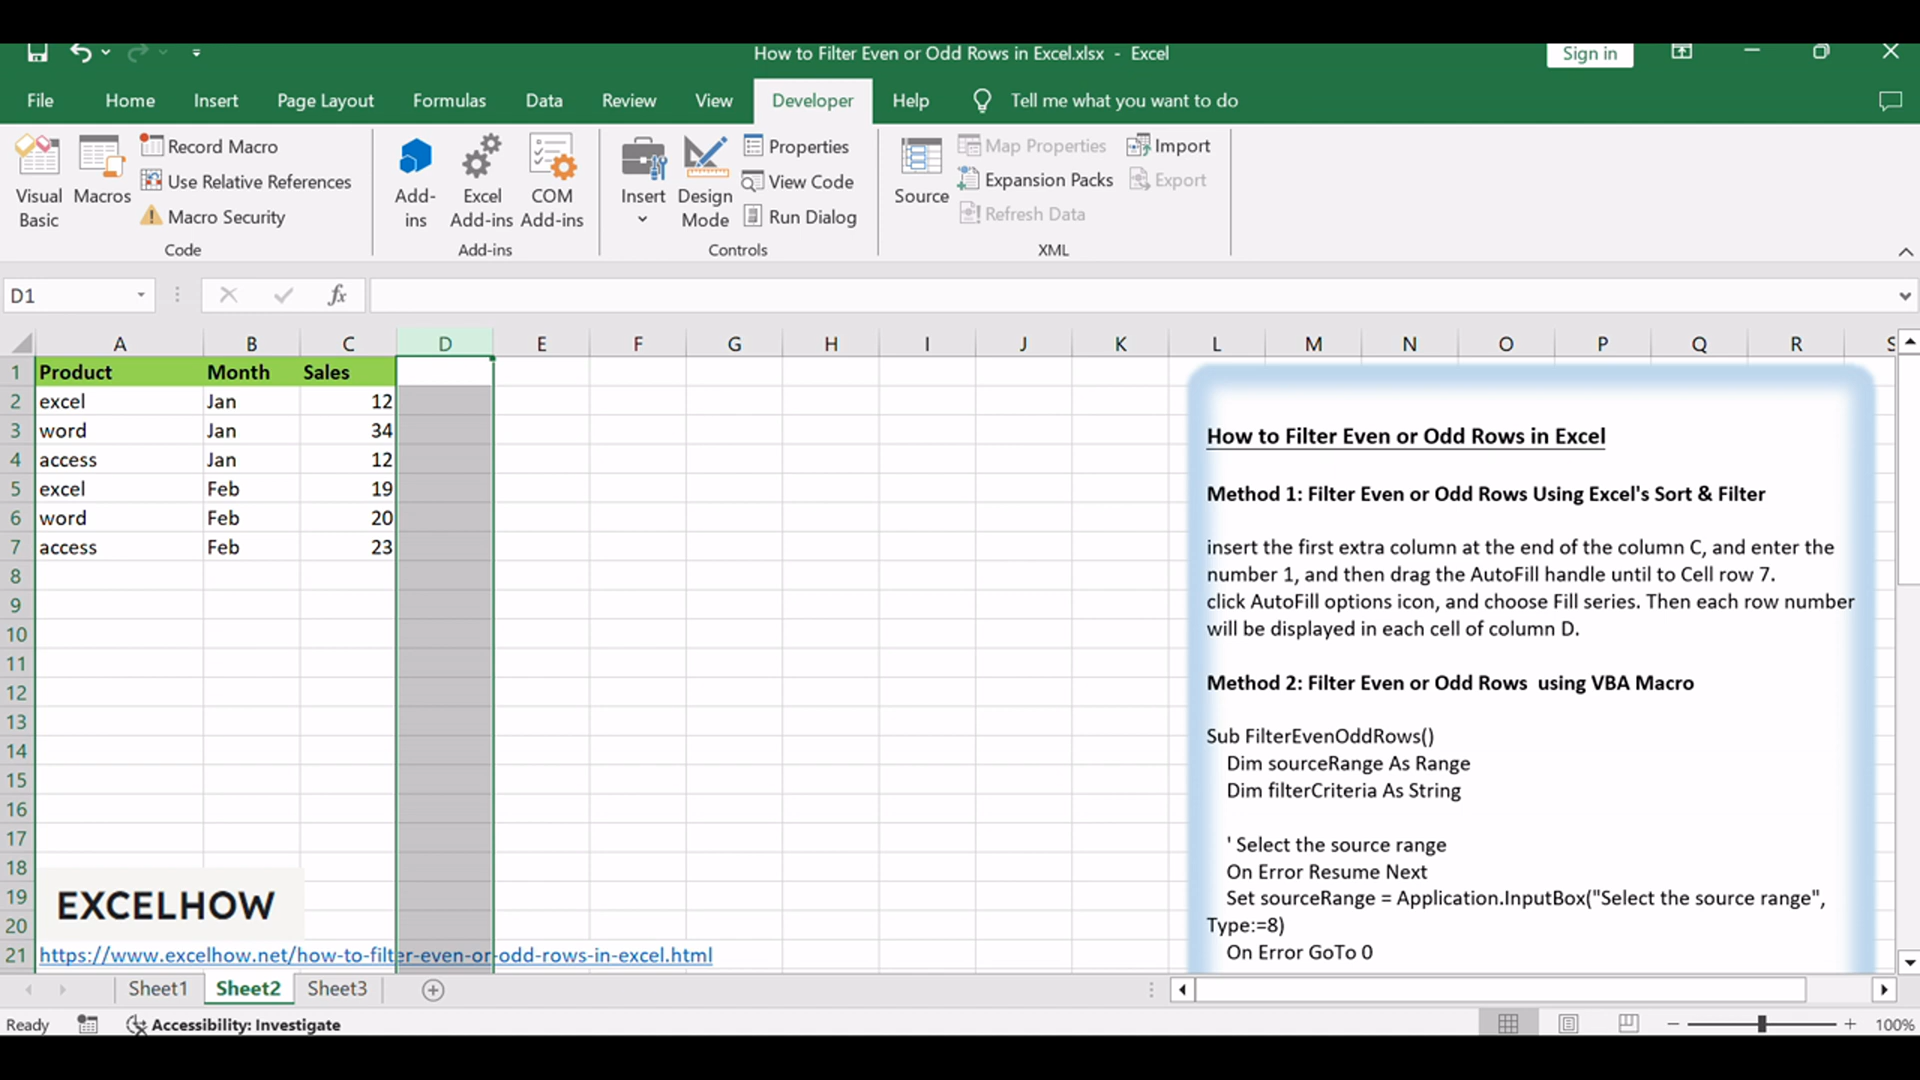 How to Filter Even or Odd Rows in Excel.xlsx - Excel
Sign in
File Home Insert Page Layout Formulas Data Review View Developer Help Tell me what you want to do
Visual Basic
Macros
Record Macro
Use Relative References
Macro Security
Code
Add-ins
Excel Add-ins
COM Add-ins
Add-ins
Insert
Design Mode
Properties
View Code
Run Dialog
Controls
Source
Map Properties
Expansion Packs
Refresh Data
Import
Export
XML
D1
fx
A B C D E F G H I J K L M N O P Q R S
1 Product Month Sales
2 excel Jan 12
3 word Jan 34
4 access Jan 12
5 excel Feb 19
6 word Feb 20
7 access Feb 23
8
9
10
11
12
13
14
15
16
17
18
19
20
21
EXCELHOW
https://www.excelhow.net/how-to-filter-even-or-odd-rows-in-excel.html
How to Filter Even or Odd Rows in Excel
Method 1: Filter Even or Odd Rows Using Excel's Sort & Filter
insert the first extra column at the end of the column C, and enter the
number 1, and then drag the AutoFill handle until to Cell row 7.
click AutoFill options icon, and choose Fill series. Then each row number
will be displayed in each cell of column D.
Method 2: Filter Even or Odd Rows  using VBA Macro
Sub FilterEvenOddRows()
Dim sourceRange As Range
Dim filterCriteria As String
' Select the source range
On Error Resume Next
Set sourceRange = Application.InputBox("Select the source range",
Type:=8)
On Error GoTo 0
Sheet1 Sheet2 Sheet3
Ready
Accessibility: Investigate
100%